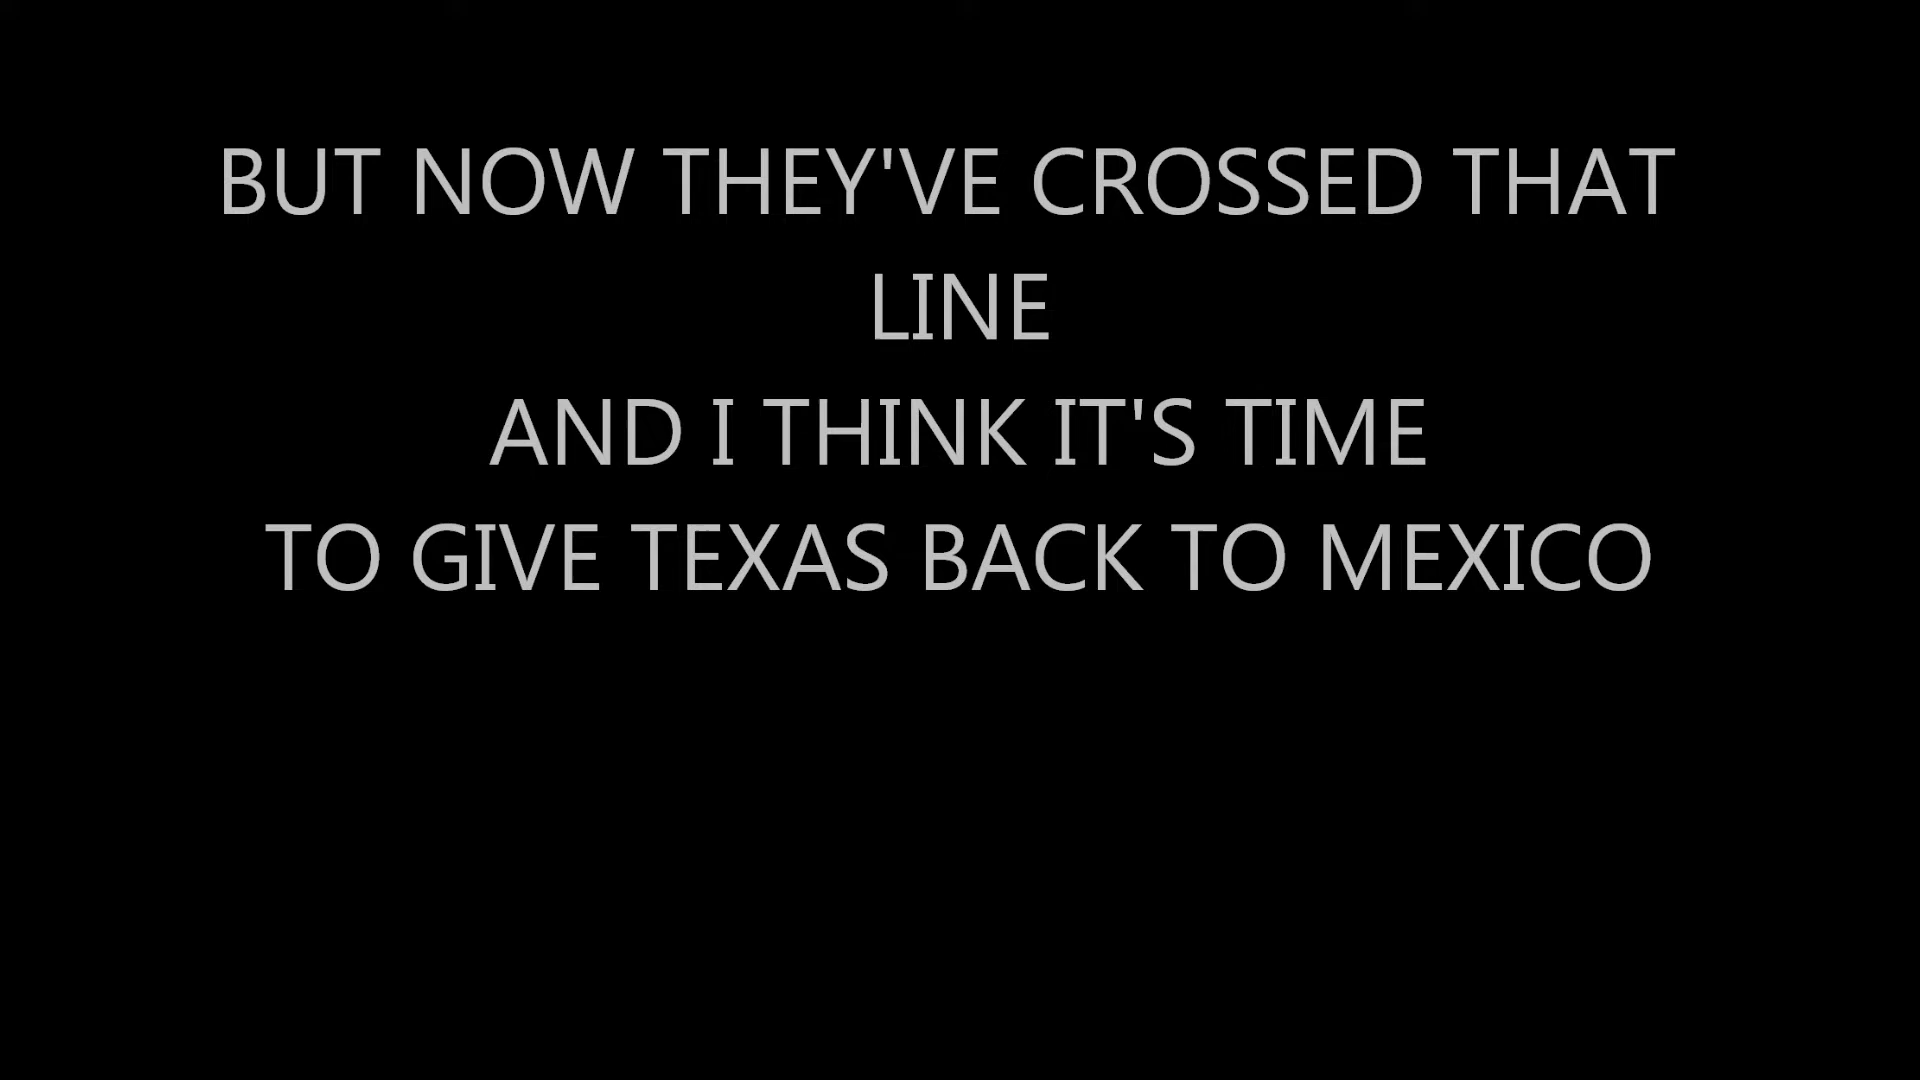 BUT NOW THEY'VE CROSSED THAT
LINE
AND I THINK IT'S TIME
TO GIVE TEXAS BACK TO MEXICO